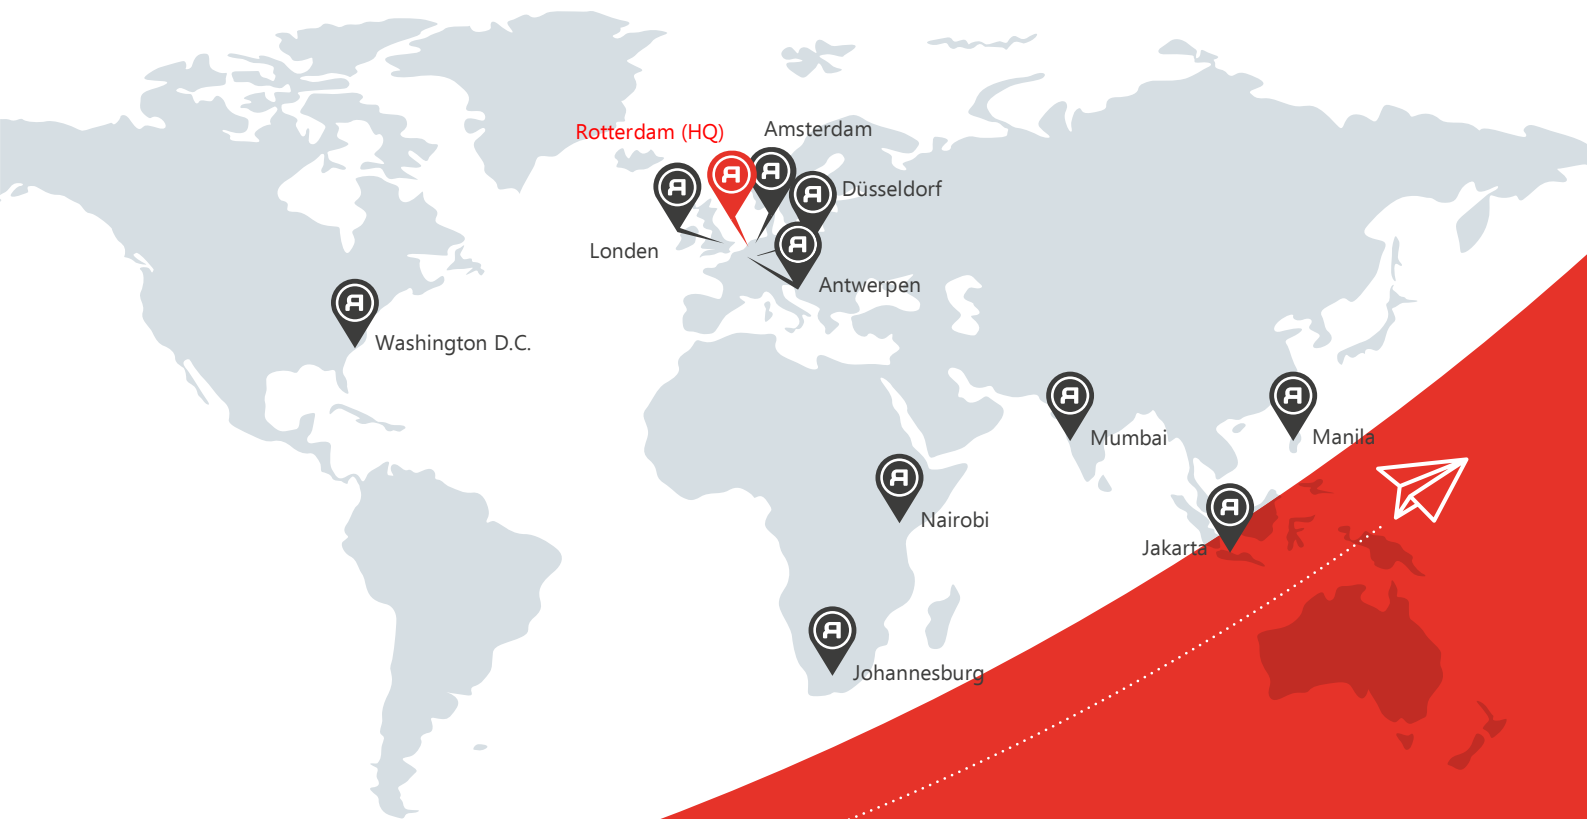 Rotterdam (HQ)
Amsterdam
Düsseldorf
Londen
Antwerpen
Washington D.C.
Mumbai
Manila
Nairobi
Jakarta
Johannesburg